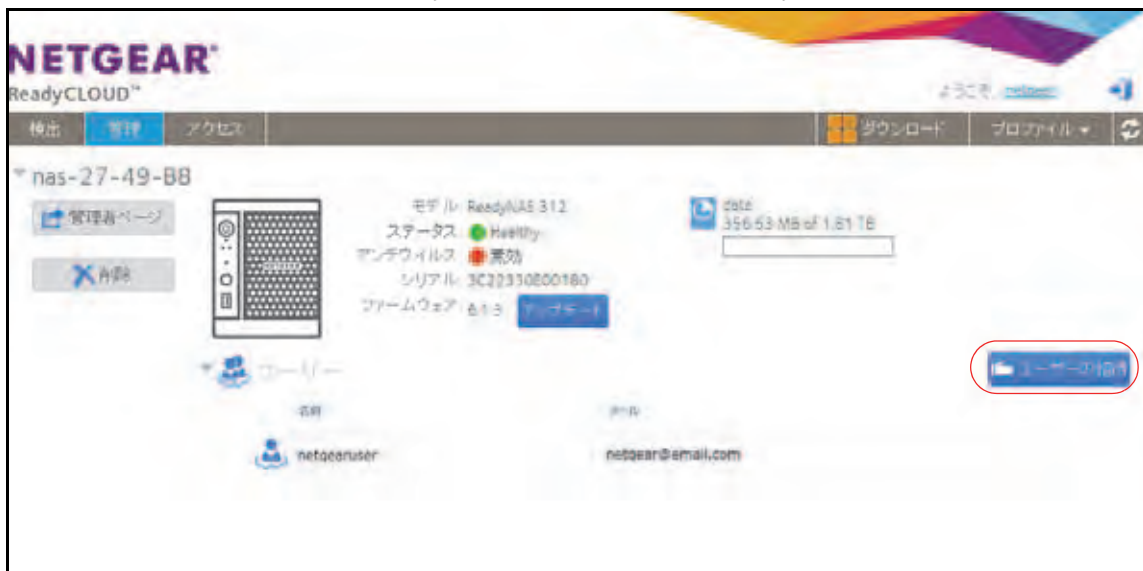 NETGEAR®
ReadyCLOUD™
ようこそ,
検出 管理 アクセス ダウンロード プロファイル
nas-27-49-B8
管理者ページ
削除
モデル ReadyNAS 312
ステータス Healthy
アンチウイルス 無効
シリアル 3C22330E00180
ファームウェア 6.1.3 アップデート
data
356.53 MB of 1.81 TB
ユーザー
ユーザーの招待
名前 メール
netgearuser netgear@email.com